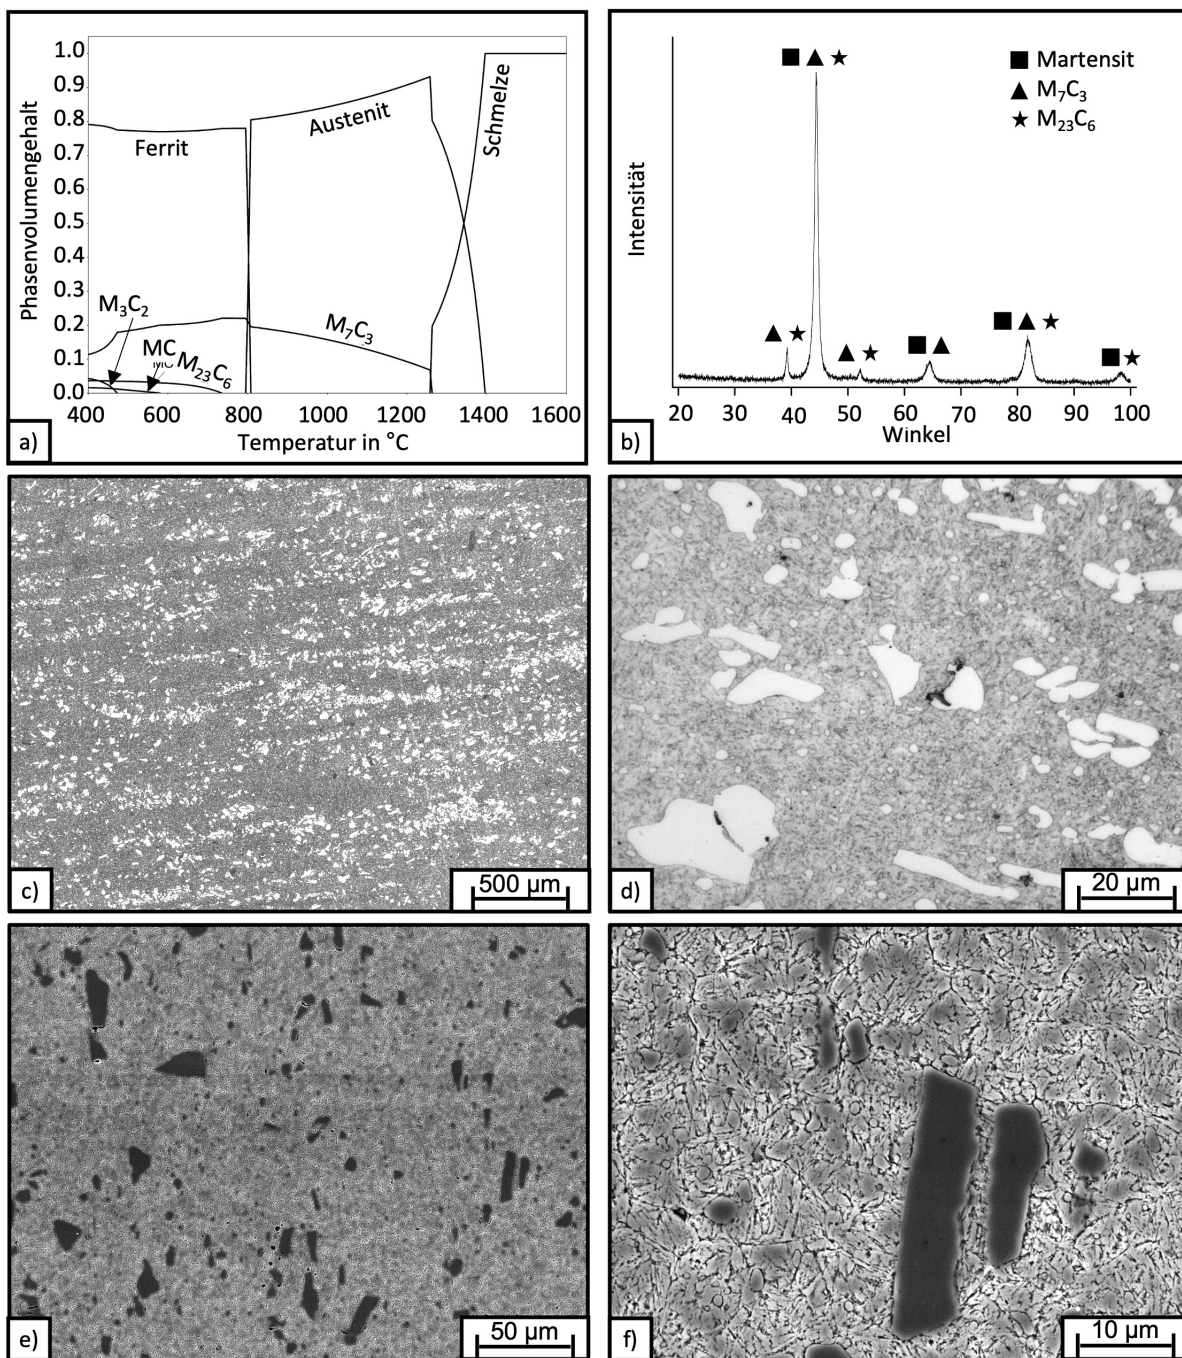 1.0
0.9
0.8
0.7
0.6
0.5
0.4
0.3
0.2
0.1
0.0
Phasenvolumengehalt
Ferrit
Austenit
Schmelze
M₃C₂
MC
M₂₃C₆
M₇C₃
400 600 800 1000 1200 1400 1600
Temperatur in °C
a)
Intensität
■ ▲ ★
■ Martensit
▲ M₇C₃
★ M₂₃C₆
▲ ★
▲ ★
■ ▲
■ ▲ ★
■ ★
20 30 40 50 60 70 80 90 100
Winkel
b)
c)
500 µm
d)
20 µm
e)
50 µm
f)
10 µm